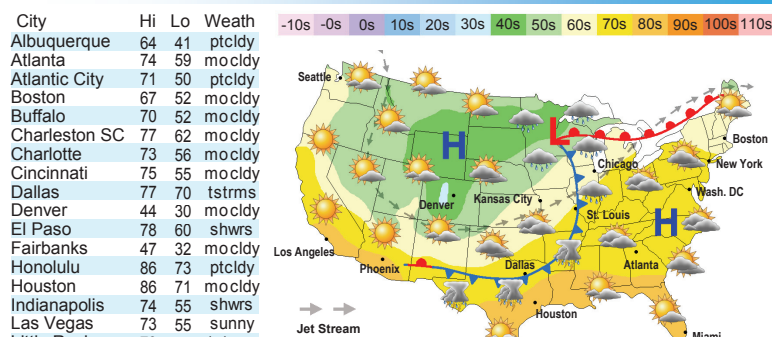 City Hi Lo Weath
Albuquerque 64 41 ptcldy
Atlanta 74 59 mocldy
Atlantic City 71 50 ptcldy
Boston 67 52 mocldy
Buffalo 70 52 mocldy
Charleston SC 77 62 mocldy
Charlotte 73 56 mocldy
Cincinnati 75 55 mocldy
Dallas 77 70 tstrms
Denver 44 30 mocldy
El Paso 78 60 shwrs
Fairbanks 47 32 mocldy
Honolulu 86 73 ptcldy
Houston 86 71 mocldy
Indianapolis 74 55 shwrs
Las Vegas 73 55 sunny
-10s -0s 0s 10s 20s 30s 40s 50s 60s 70s 80s 90s 100s 110s
Seattle
L
H
Boston
Chicago
New York
Denver
Kansas City
Wash. DC
St. Louis
H
Los Angeles
Phoenix
Dallas
Atlanta
Houston
Jet Stream
Miami